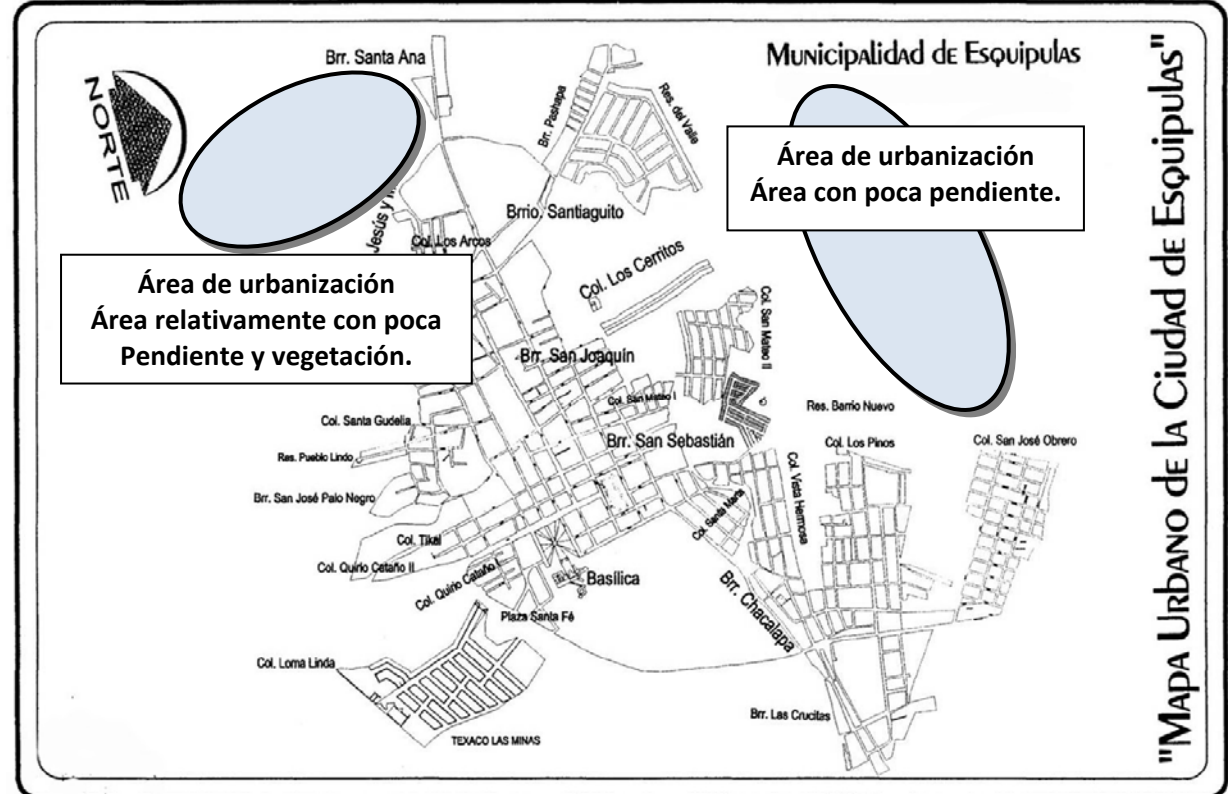 Municipalidad de Esquipulas
"Mapa Urbano de la Ciudad de Esquipulas"
NORTE
Brr. Santa Ana
Brr. Pashapa
Res. del Valle
Área de urbanización
Área con poca pendiente.
Jesús y
Brrio. Santiaguito
Col. Los Arcos
Área de urbanización
Área relativamente con poca
Pendiente y vegetación.
Col. Los Cerritos
Col. San Mateo II
Brr. San Joaquín
Col. San Mateo I
Res. Barrio Nuevo
Col. Santa Gudelia
Brr. San Sebastián
Col. Los Pinos
Col. San José Obrero
Res. Pueblo Lindo
Col. Vista Hermosa
Brr. San José Palo Negro
Col. Santa Marta
Col. Tikal
Col. Quirio Cataño II
Col. Quirio Cataño I
Basílica
Brr. Chacalapa
Plaza Santa Fé
Col. Loma Linda
Brr. Las Crucitas
TEXACO LAS MINAS